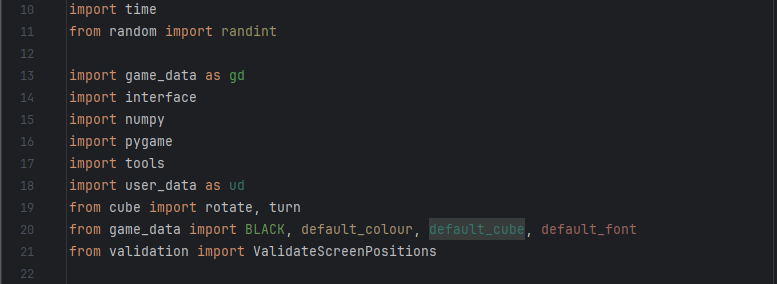 10 import time
11 from random import randint
12
13 import game_data as gd
14 import interface
15 import numpy
16 import pygame
17 import tools
18 import user_data as ud
19 from cube import rotate, turn
20 from game_data import BLACK, default_colour, default_cube, default_font
21 from validation import ValidateScreenPositions
22